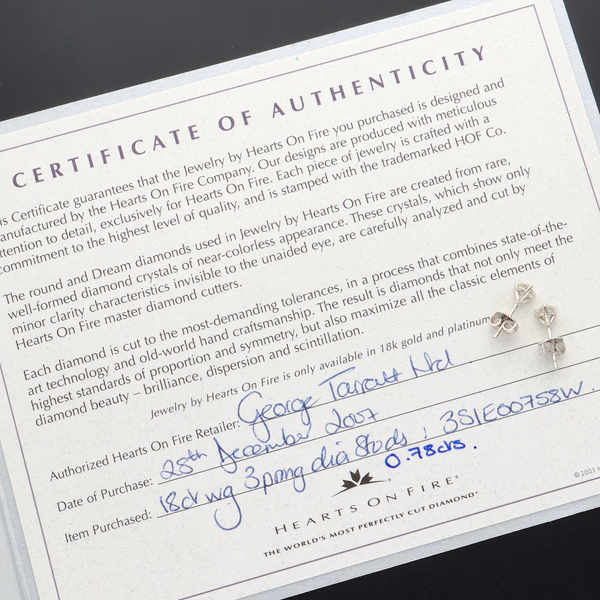 CERTIFICATE OF AUTHENTICITY
is Certificate guarantees that the Jewelry by Hearts On Fire you purchased is designed and
anufactured by the Hearts On Fire Company. Our designs are produced with meticulous
ttention to detail, exclusively for Hearts On Fire. Each piece of jewelry is crafted with a
commitment to the highest level of quality, and is stamped with the trademarked HOF Co.
The round and Dream diamonds used in Jewelry by Hearts On Fire are created from rare,
well-formed diamond crystals of near-colorless appearance. These crystals, which show only
minor clarity characteristics invisible to the unaided eye, are carefully analyzed and cut by
Hearts On Fire master diamond cutters.
Each diamond is cut to the most-demanding tolerances, in a process that combines state-of-the-
art technology and old-world hand craftsmanship. The result is diamonds that not only meet the
highest standards of proportion and symmetry, but also maximize all the classic elements of
diamond beauty – brilliance, dispersion and scintillation.
Jewelry by Hearts On Fire is only available in 18k gold and platinum
Authorized Hearts On Fire Retailer: George Tarratt Ltd
Date of Purchase: 28th December 2007
Item Purchased: 18ct wg 3 prong dia Studs : 3S1E00758W.
0.78cts.
HEARTS ON FIRE®
THE WORLD'S MOST PERFECTLY CUT DIAMOND™
©2003